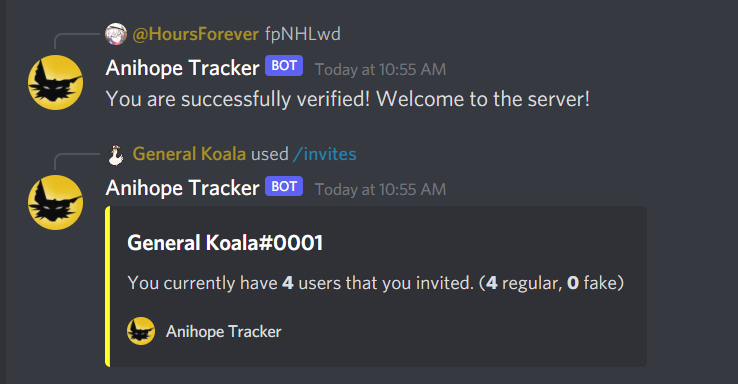 @HoursForever fpNHLwd
Anihope Tracker BOT Today at 10:55 AM
You are successfully verified! Welcome to the server!
General Koala used /invites
Anihope Tracker BOT Today at 10:55 AM
General Koala#0001
You currently have 4 users that you invited. (4 regular, 0 fake)
Anihope Tracker